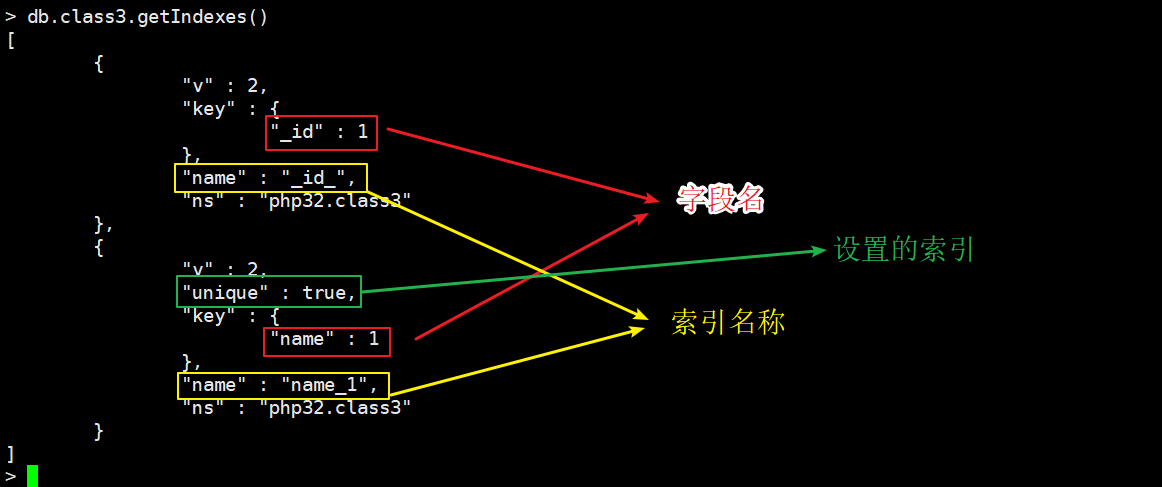 > db.class3.getIndexes()
[
{
"v" : 2,
"key" : {
"_id" : 1
},
"name" : "_id_",
"ns" : "php32.class3"
字段名
},
{
设置的索引
"v" : 2,
"unique" : true,
"key" : {
索引名称
"name" : 1
},
"name" : "name_1",
"ns" : "php32.class3"
}
]
>